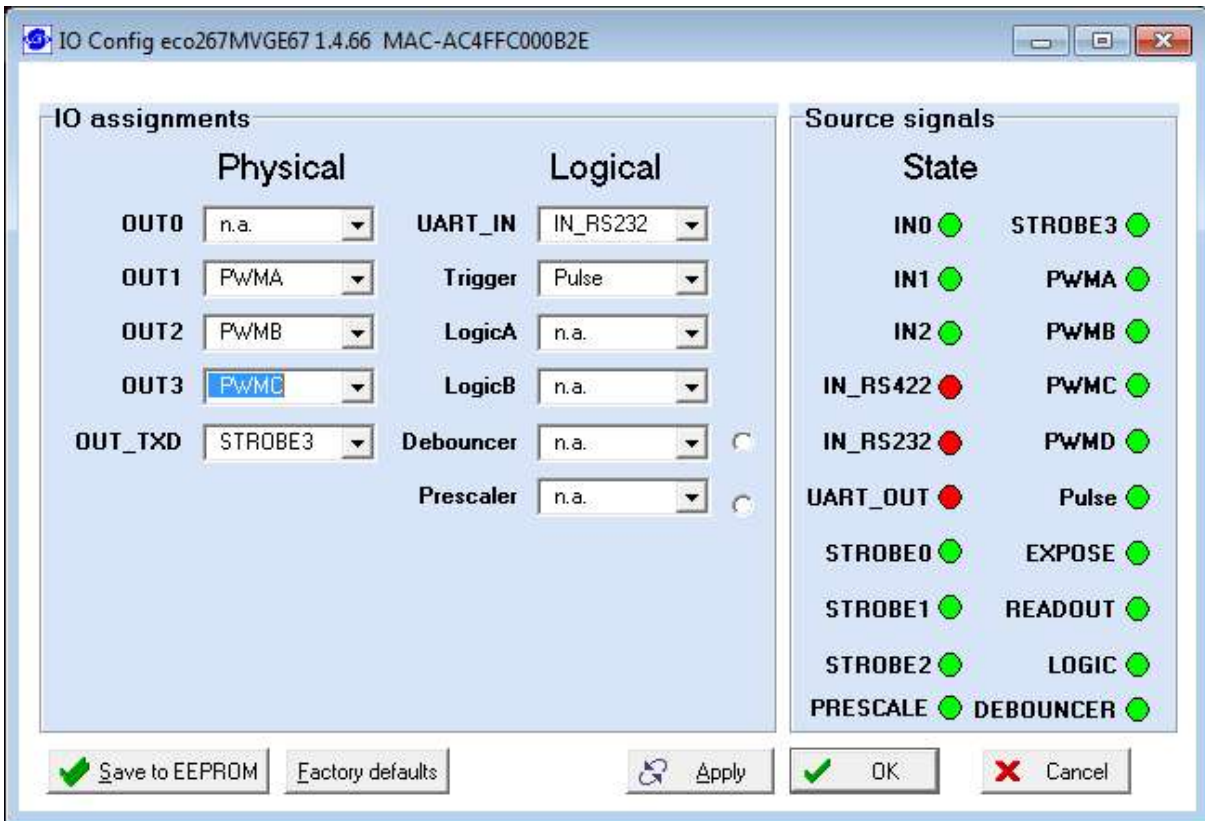 IO Config eco267MVGE67 1.4.66 MAC-AC4FFC000B2E
IO assignments
Physical Logical
OUT0 n.a. UART_IN IN_RS232
OUT1 PWMA Trigger Pulse
OUT2 PWMB LogicA n.a.
OUT3 PWMC LogicB n.a.
OUT_TXD STROBE3 Debouncer n.a.
Prescaler n.a.
Source signals
State
IN0 STROBE3
IN1 PWMA
IN2 PWMB
IN_RS422 PWMC
IN_RS232 PWMD
UART_OUT Pulse
STROBE0 EXPOSE
STROBE1 READOUT
STROBE2 LOGIC
PRESCALE DEBOUNCER
Save to EEPROM Factory defaults Apply OK Cancel